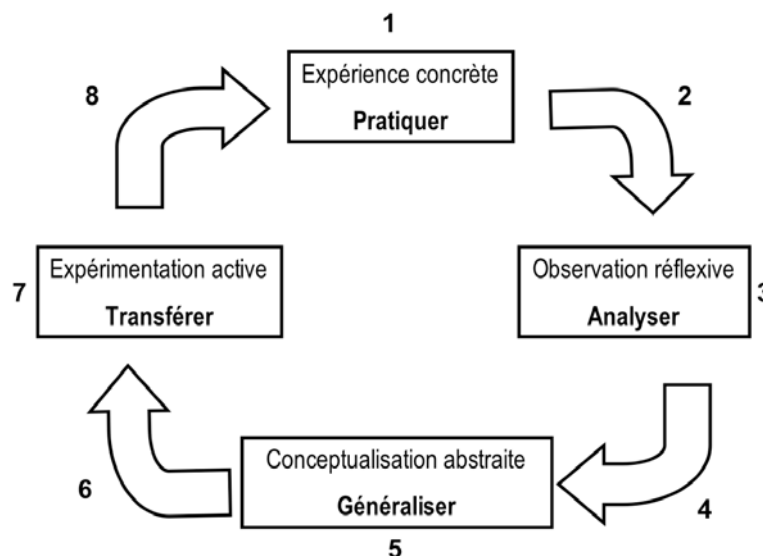 1
Expérience concrète
Pratiquer
2
Observation réflexive
Analyser
3
4
Conceptualisation abstraite
Généraliser
5
6
7
Expérimentation active
Transférer
8